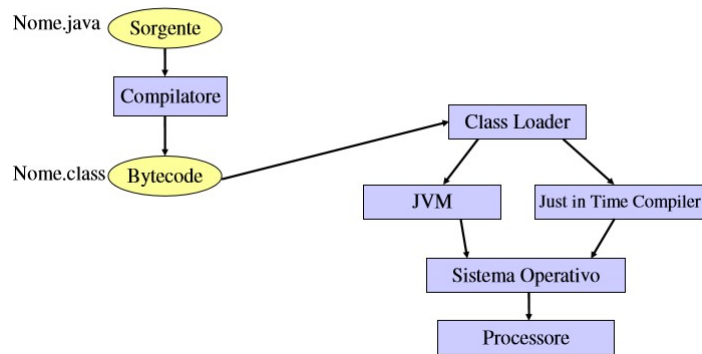 Nome.java
Sorgente
Compilatore
Nome.class
Bytecode
Class Loader
JVM
Just in Time Compiler
Sistema Operativo
Processore